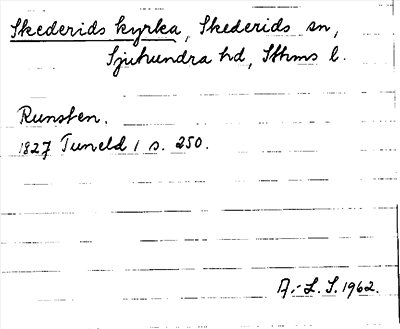 Skederids kyrka, Skederids sn,
Sjuhundra hd, Sthms l.
Runsten.
1827 Tuneld 1 s. 250.
A.-L. S. 1962.